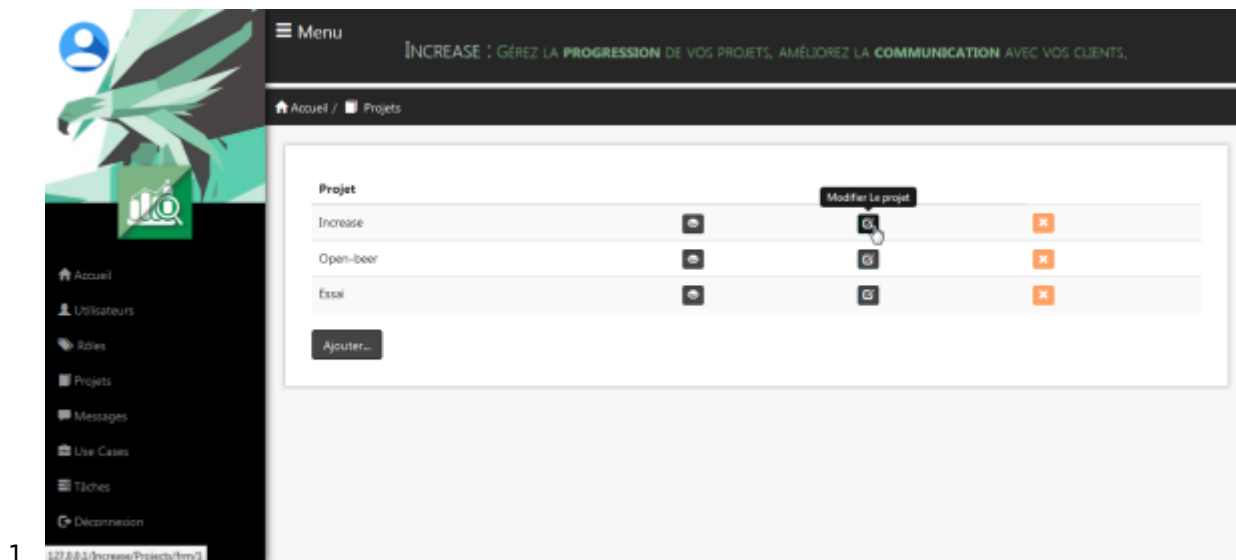 Menu
INCREASE : GÉREZ LA PROGRESSION DE VOS PROJETS, AMÉLIOREZ LA COMMUNICATION AVEC VOS CLIENTS.
Accueil / Projets
Projet
Modifier Le projet
Increase
Open-beer
Essai
Ajouter...
Accueil
Utilisateurs
Rôles
Projets
Messages
Use Cases
Tâches
Déconnexion
127.0.0.1/Increase/Projects/frm/1
1